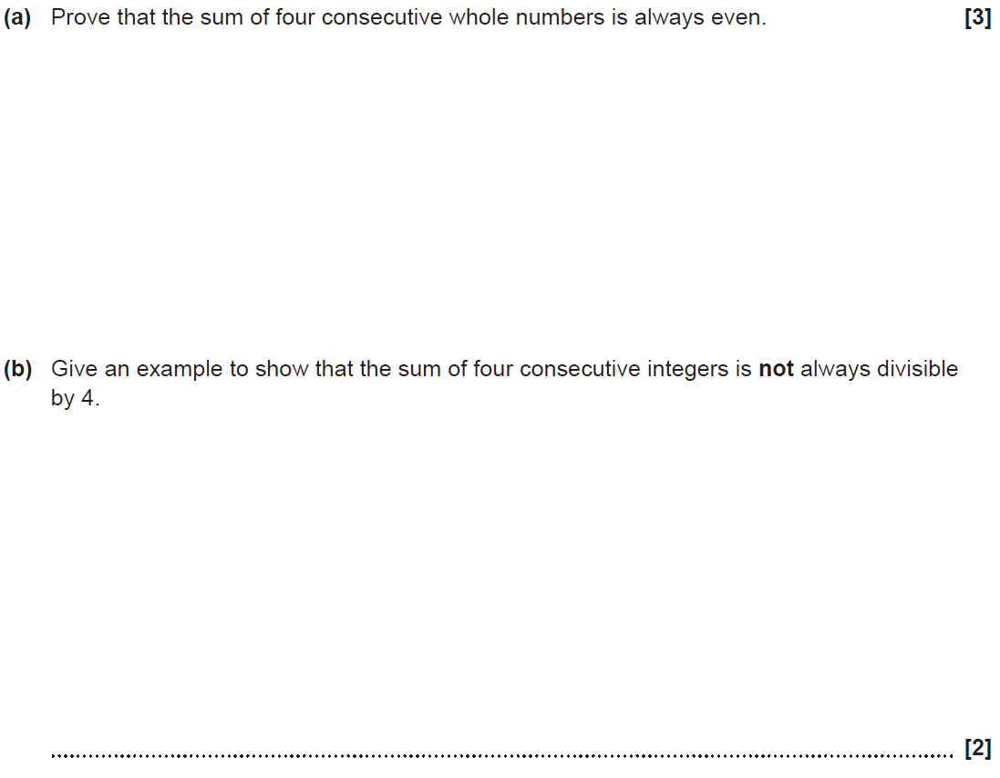 (a) Prove that the sum of four consecutive whole numbers is always even. [3]
(b) Give an example to show that the sum of four consecutive integers is not always divisible
by 4.
[2]